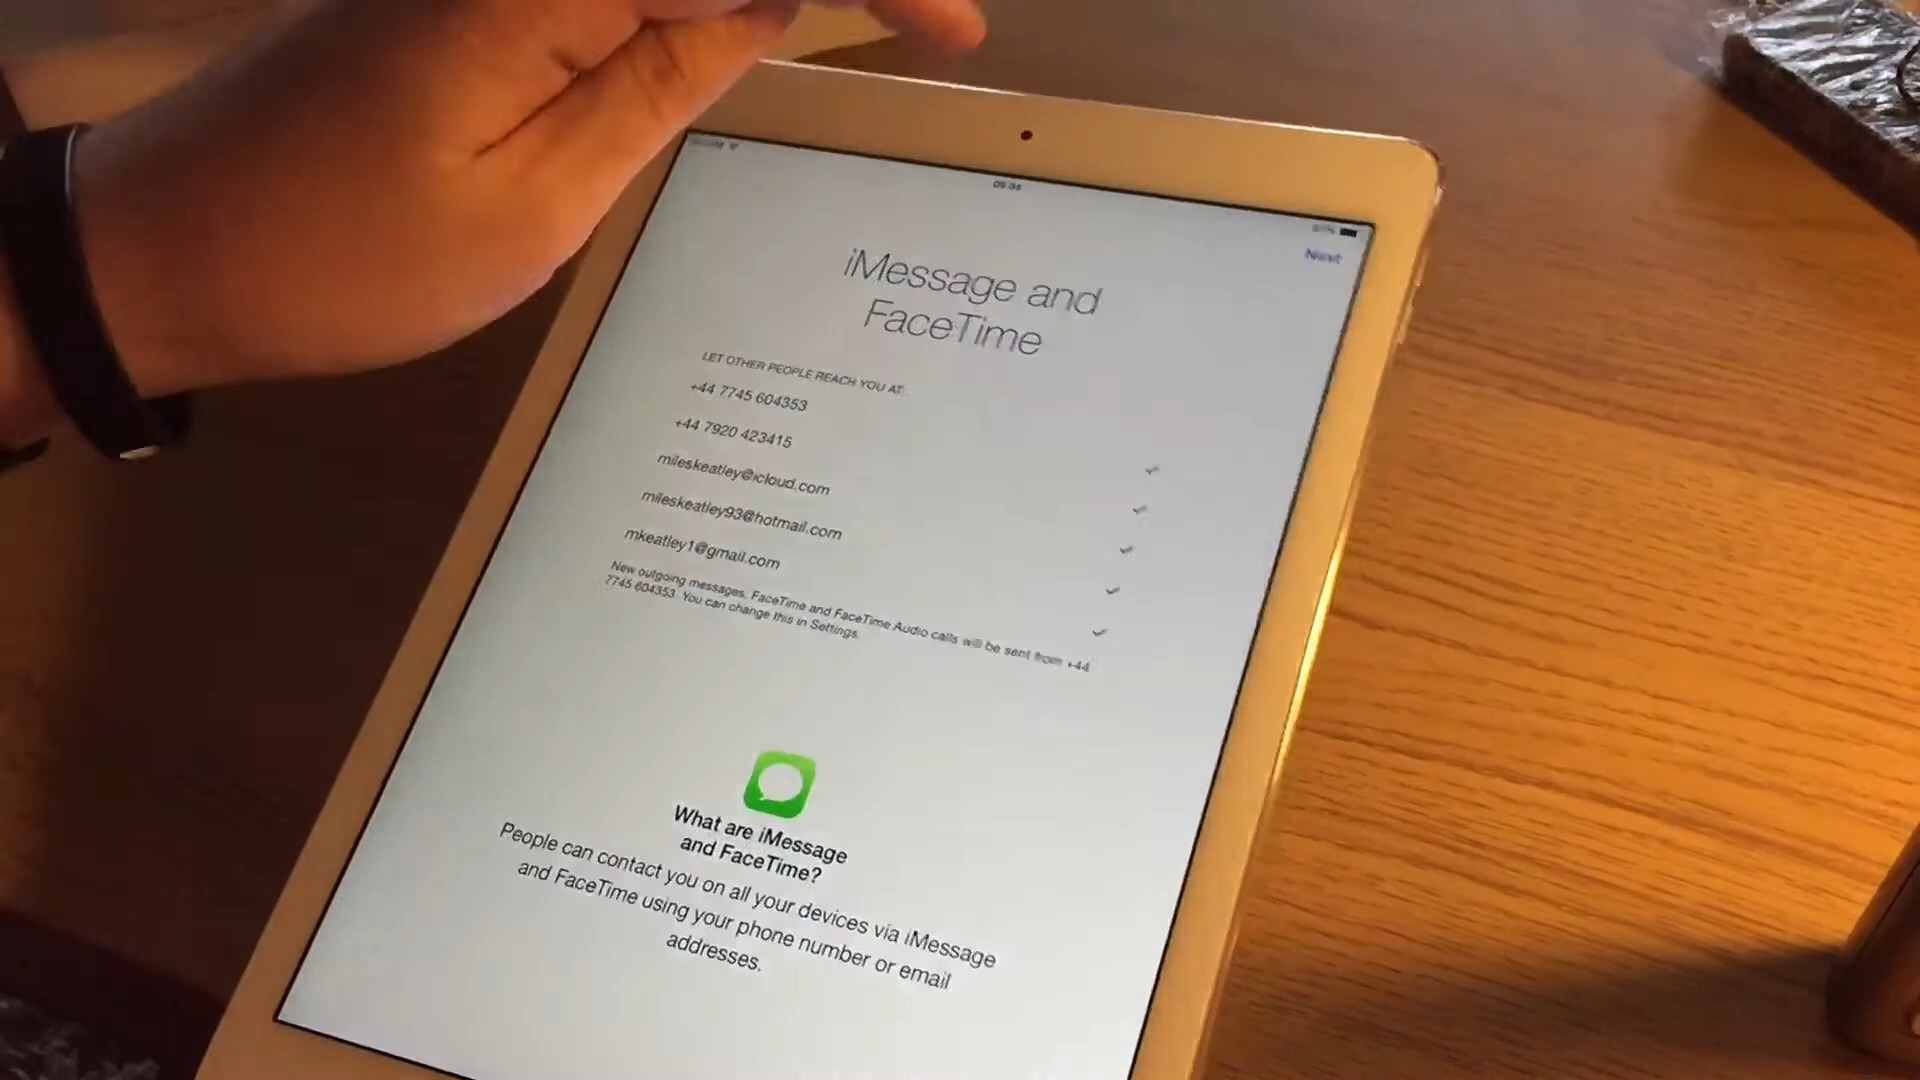 09:34
Next
iMessage and
FaceTime
LET OTHER PEOPLE REACH YOU AT:
+44 7745 604353
+44 7920 423415
mileskeatley@icloud.com
mileskeatley93@hotmail.com
mkeatley1@gmail.com
New outgoing messages, FaceTime and FaceTime Audio calls will be sent from +44
7745 604353. You can change this in Settings.
What are iMessage
and FaceTime?
People can contact you on all your devices via iMessage
and FaceTime using your phone number or email
addresses.